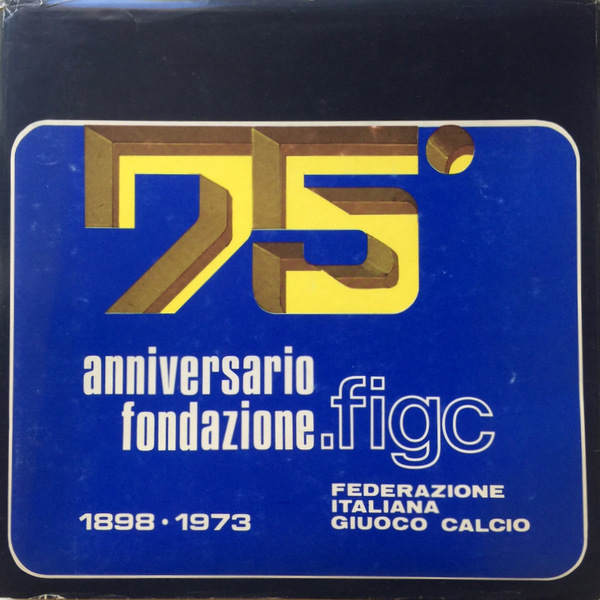 75°
anniversario
fondazione.figc
FEDERAZIONE
ITALIANA
GIUOCO CALCIO
1898 • 1973